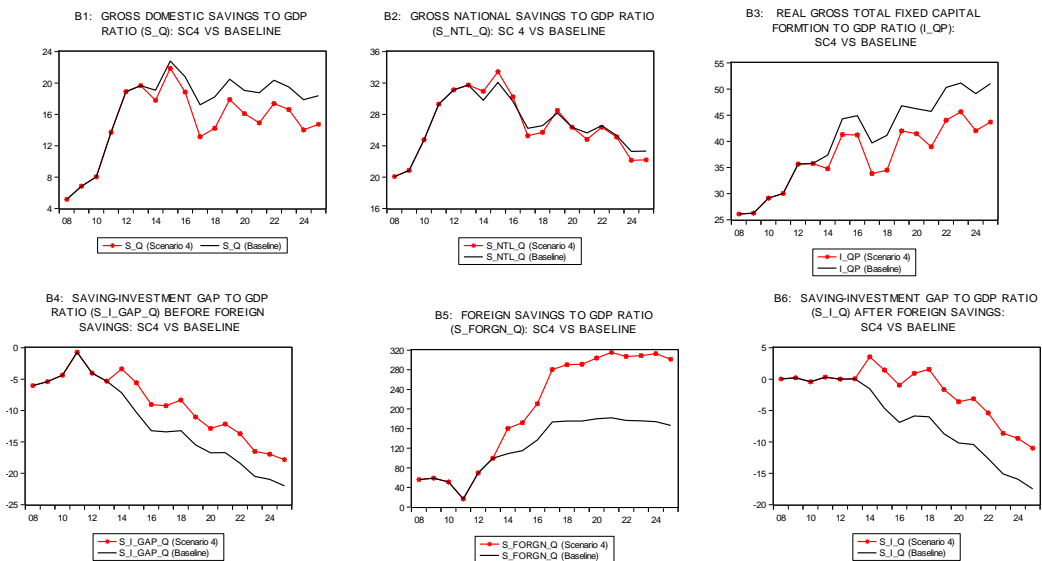 B1: GROSS DOMESTIC SAVINGS TO GDP
RATIO (S_Q): SC4 VS BASELINE
24
20
16
12
8
4
08 10 12 14 16 18 20 22 24
S_Q (Scenario 4) S_Q (Baseline)
B2: GROSS NATIONAL SAVINGS TO GDP RATIO
(S_NTL_Q): SC 4 VS BASELINE
36
32
28
24
20
16
08 10 12 14 16 18 20 22 24
S_NTL_Q (Scenario 4)
S_NTL_Q (Baseline)
B3: REAL GROSS TOTAL FIXED CAPITAL
FORMTION TO GDP RATIO (I_QP):
SC4 VS BASELINE
55
50
45
40
35
30
25
08 10 12 14 16 18 20 22 24
I_QP (Scenario 4)
I_QP (Baseline)
B4: SAVING-INVESTMENT GAP TO GDP
RATIO (S_I_GAP_Q) BEFORE FOREIGN
SAVINGS: SC4 VS BASELINE
0
-5
-10
-15
-20
-25
08 10 12 14 16 18 20 22 24
S_I_GAP_Q (Scenario 4)
S_I_GAP_Q (Baseline)
B5: FOREIGN SAVINGS TO GDP RATIO
(S_FORGN_Q): SC4 VS BASELINE
320
280
240
200
160
120
80
40
0
08 10 12 14 16 18 20 22 24
S_FORGN_Q (Scenario 4)
S_FORGN_Q (Baseline)
B6: SAVING-INVESTMENT GAP TO GDP RATIO
(S_I_Q) AFTER FOREIGN SAVINGS:
SC4 VS BAELINE
5
0
-5
-10
-15
-20
08 10 12 14 16 18 20 22 24
S_I_Q (Scenario 4)
S_I_Q (Baseline)